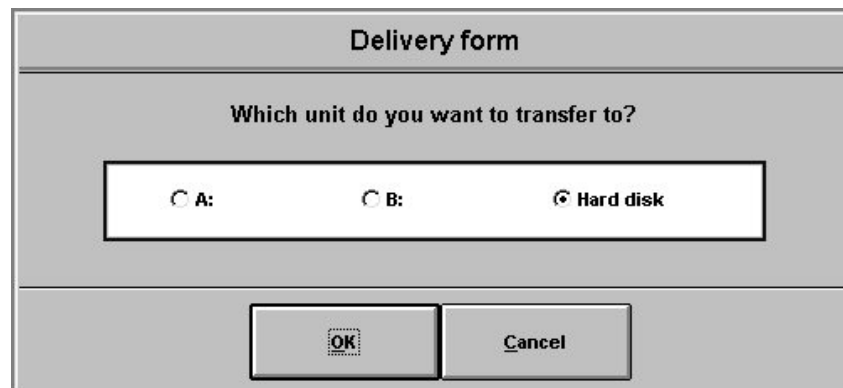 Delivery form
Which unit do you want to transfer to?
A: B: Hard disk
OK Cancel